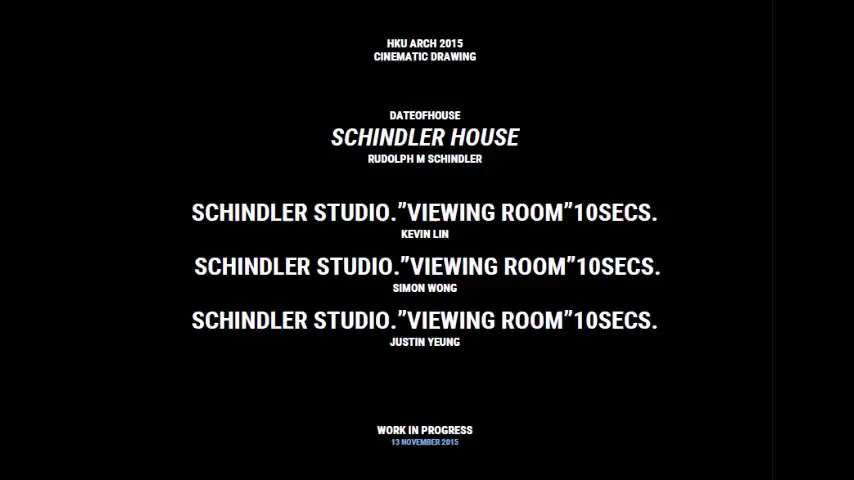 HKU ARCH 2015
CINEMATIC DRAWING
DATEOFHOUSE
SCHINDLER HOUSE
RUDOLPH M SCHINDLER
SCHINDLER STUDIO.”VIEWING ROOM”10SECS.
KEVIN LIN
SCHINDLER STUDIO.”VIEWING ROOM”10SECS.
SIMON WONG
SCHINDLER STUDIO.”VIEWING ROOM”10SECS.
JUSTIN YEUNG
WORK IN PROGRESS
13 NOVEMBER 2015